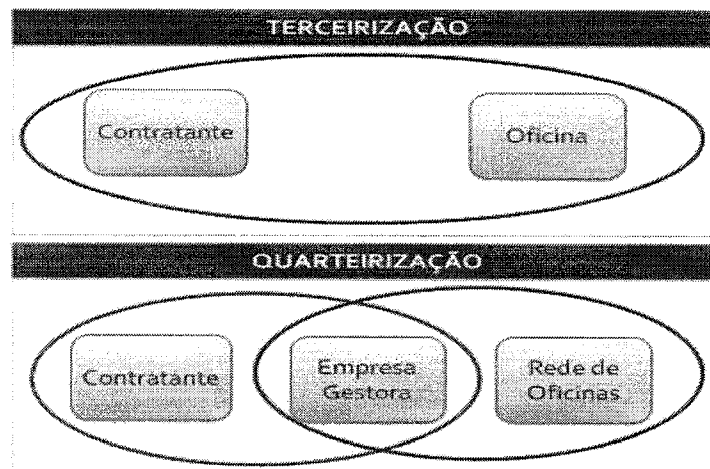 TERCEIRIZAÇÃO
Contratante
Oficina
QUARTEIRIZAÇÃO
Contratante
Empresa
Gestora
Rede de
Oficinas